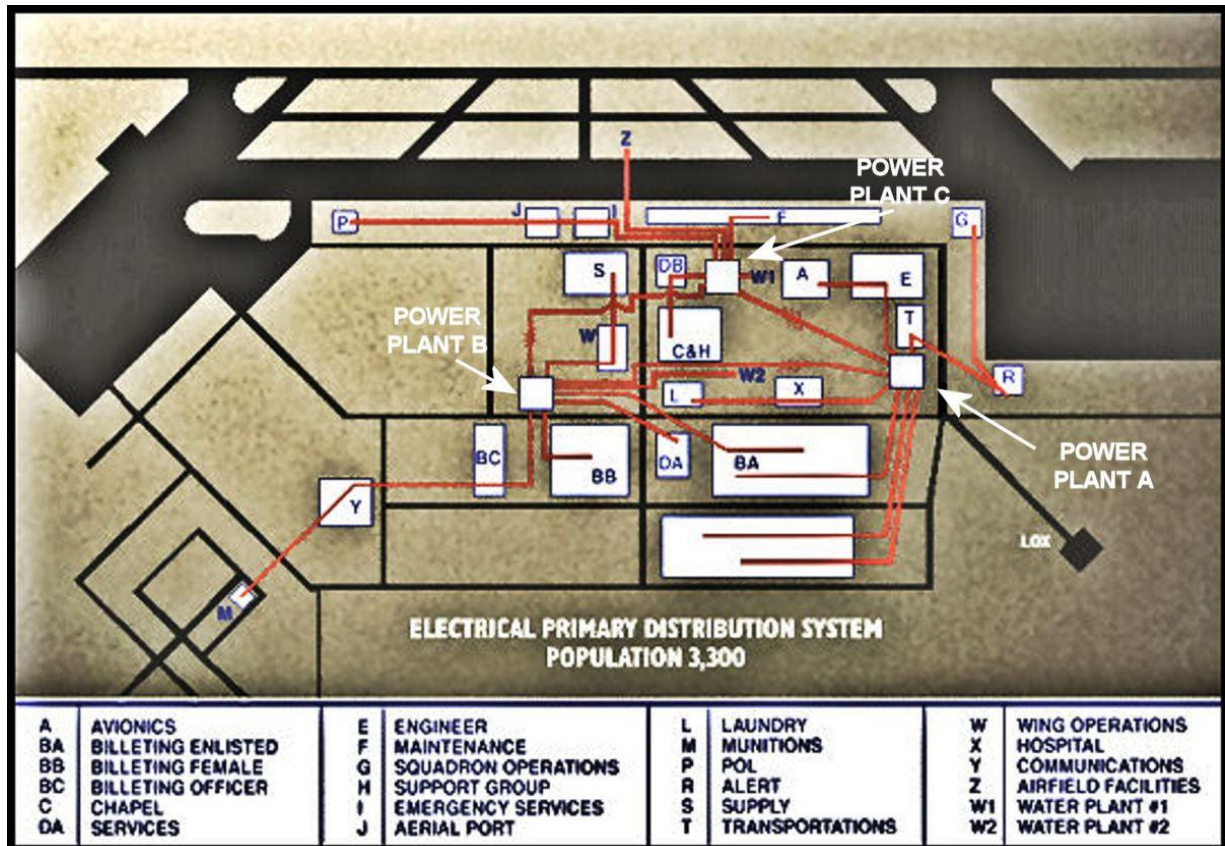 Z
POWER
PLANT C
P
J
I
F
G
S
DB
W1
A
E
POWER
PLANT B
W
C&H
T
W2
L
X
R
BC
BB
DA
BA
POWER
PLANT A
Y
LOX
M
ELECTRICAL PRIMARY DISTRIBUTION SYSTEM
POPULATION 3,300
A AVIONICS
BA BILLETING ENLISTED
BB BILLETING FEMALE
BC BILLETING OFFICER
C CHAPEL
DA SERVICES
E ENGINEER
F MAINTENANCE
G SQUADRON OPERATIONS
H SUPPORT GROUP
I EMERGENCY SERVICES
J AERIAL PORT
L LAUNDRY
M MUNITIONS
P POL
R ALERT
S SUPPLY
T TRANSPORTATIONS
W WING OPERATIONS
X HOSPITAL
Y COMMUNICATIONS
Z AIRFIELD FACILITIES
W1 WATER PLANT #1
W2 WATER PLANT #2